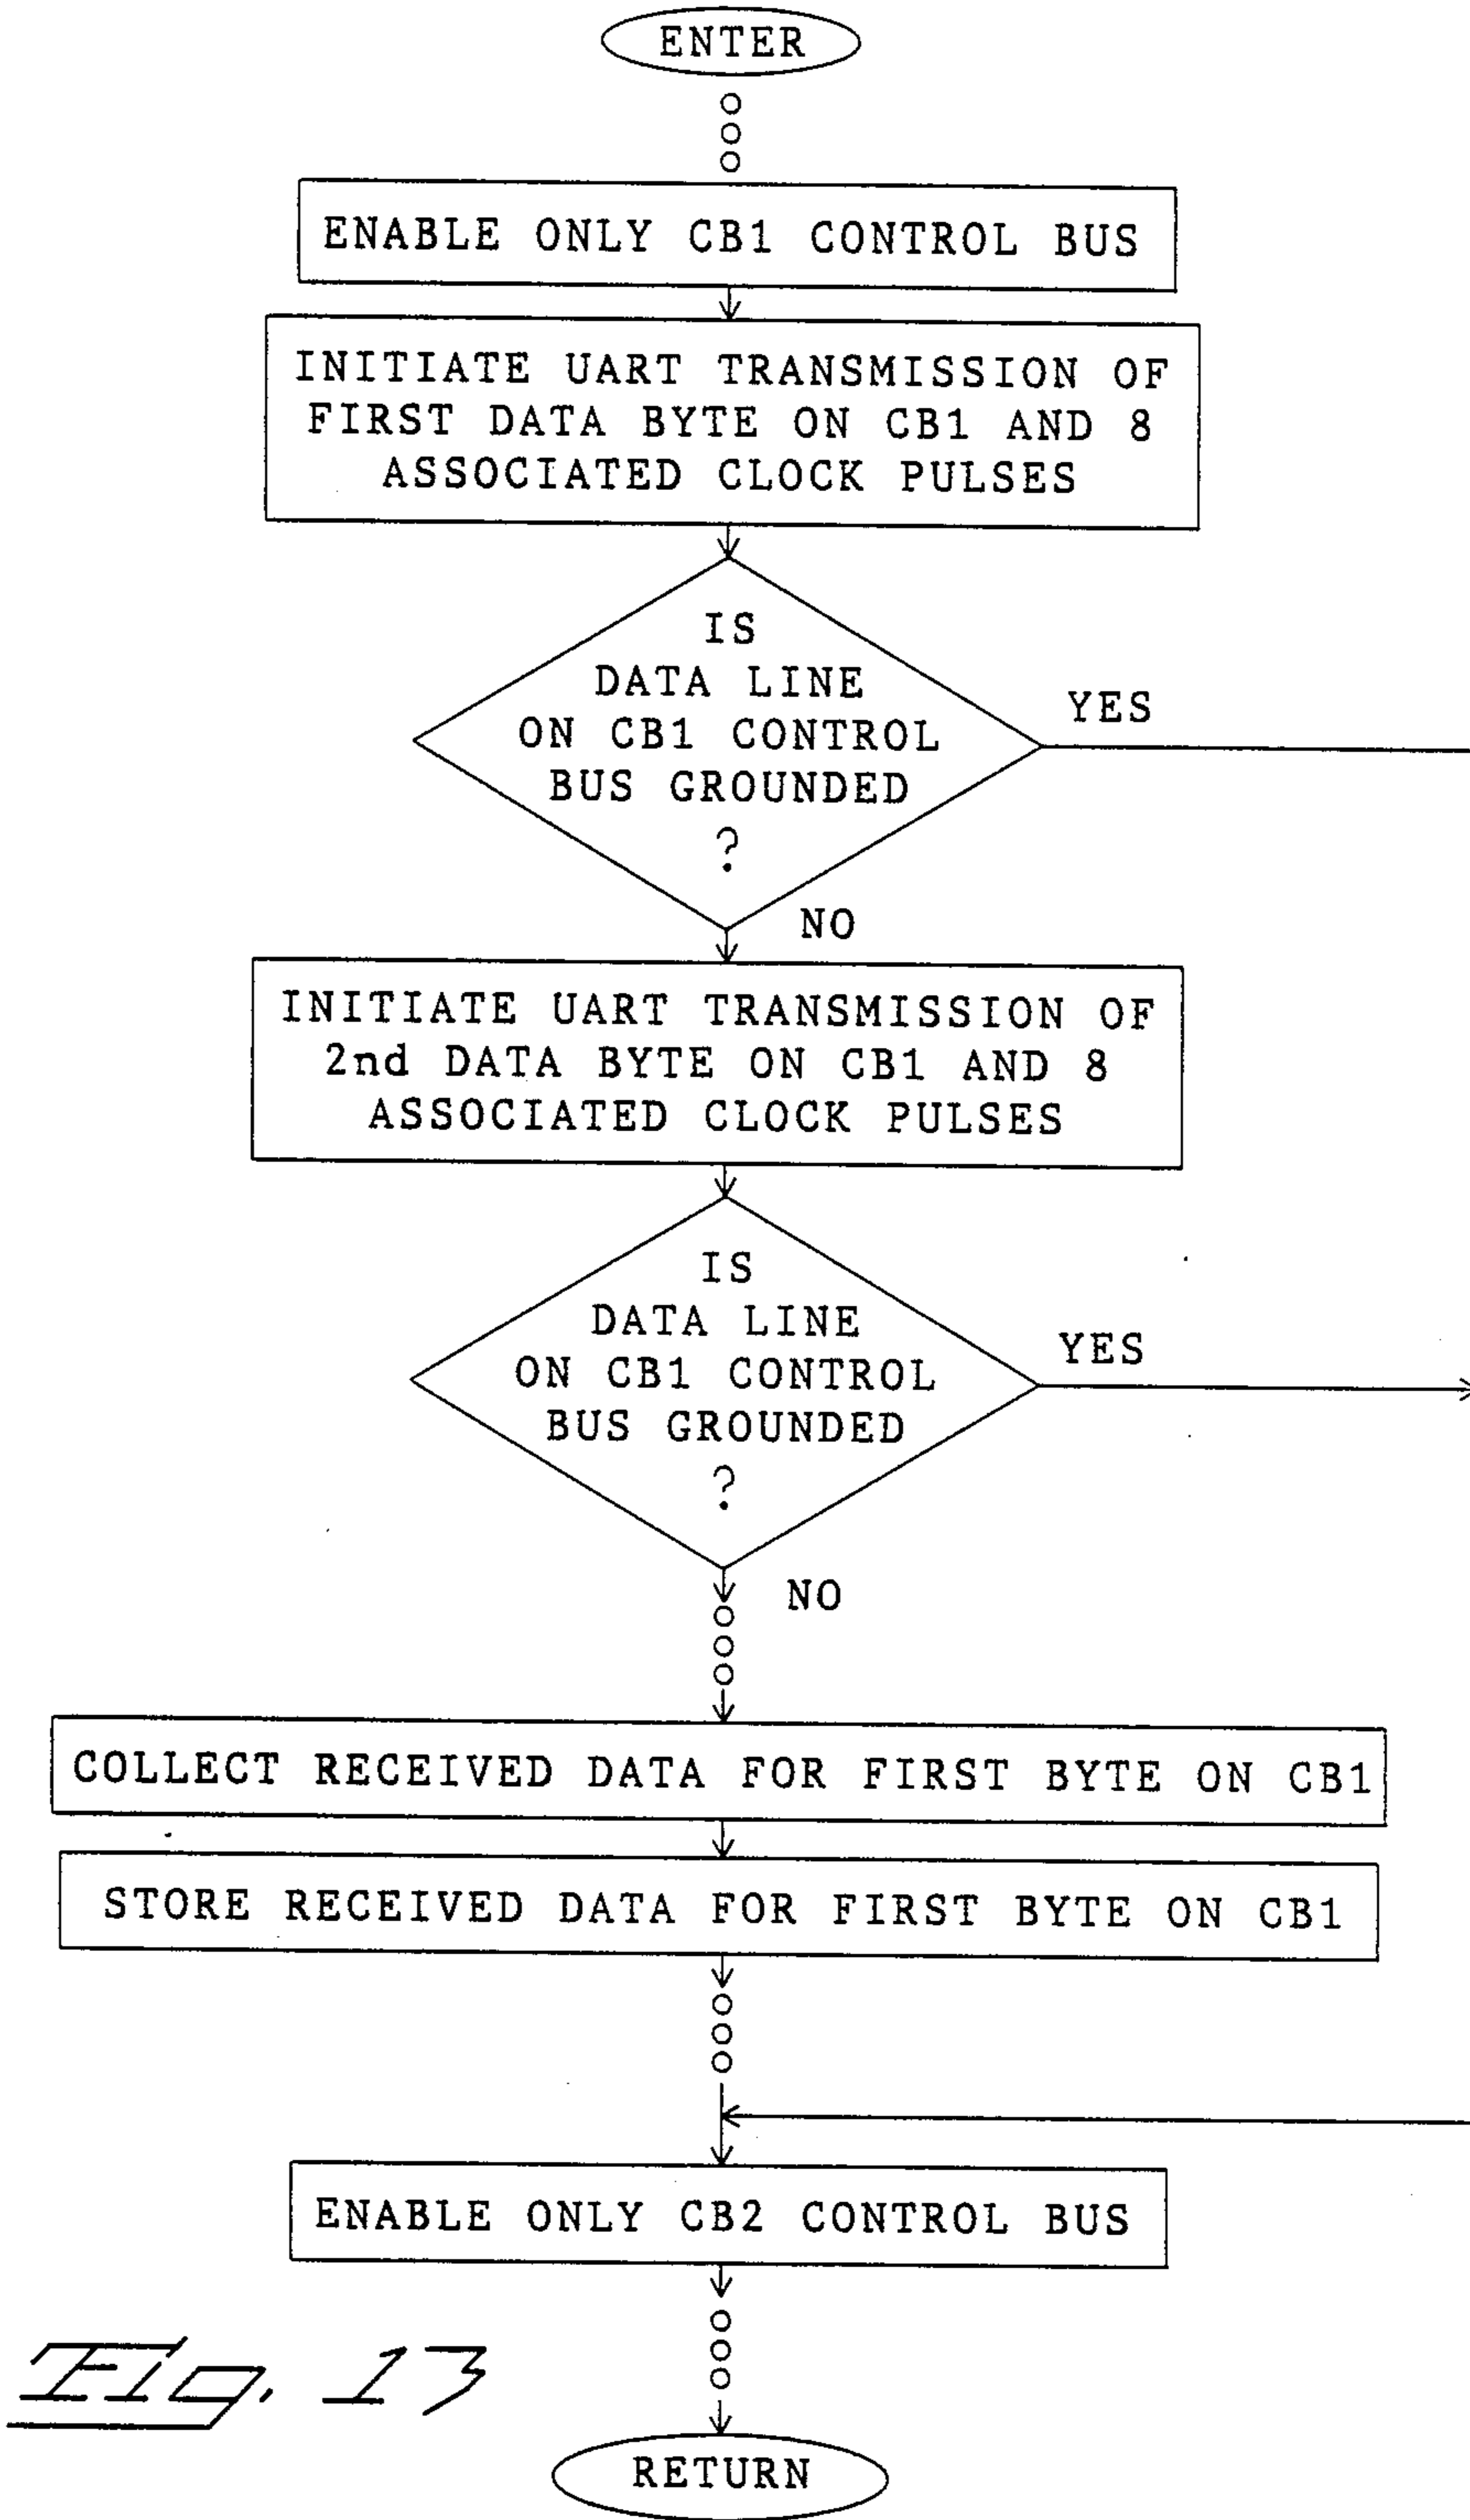 ENTER
ENABLE ONLY CB1 CONTROL BUS
INITIATE UART TRANSMISSION OF
FIRST DATA BYTE ON CB1 AND 8
ASSOCIATED CLOCK PULSES
IS
DATA LINE
ON CB1 CONTROL
BUS GROUNDED
?
YES
NO
INITIATE UART TRANSMISSION OF
2nd DATA BYTE ON CB1 AND 8
ASSOCIATED CLOCK PULSES
IS
DATA LINE
ON CB1 CONTROL
BUS GROUNDED
?
YES
NO
COLLECT RECEIVED DATA FOR FIRST BYTE ON CB1
STORE RECEIVED DATA FOR FIRST BYTE ON CB1
ENABLE ONLY CB2 CONTROL BUS
RETURN
Fig. 13